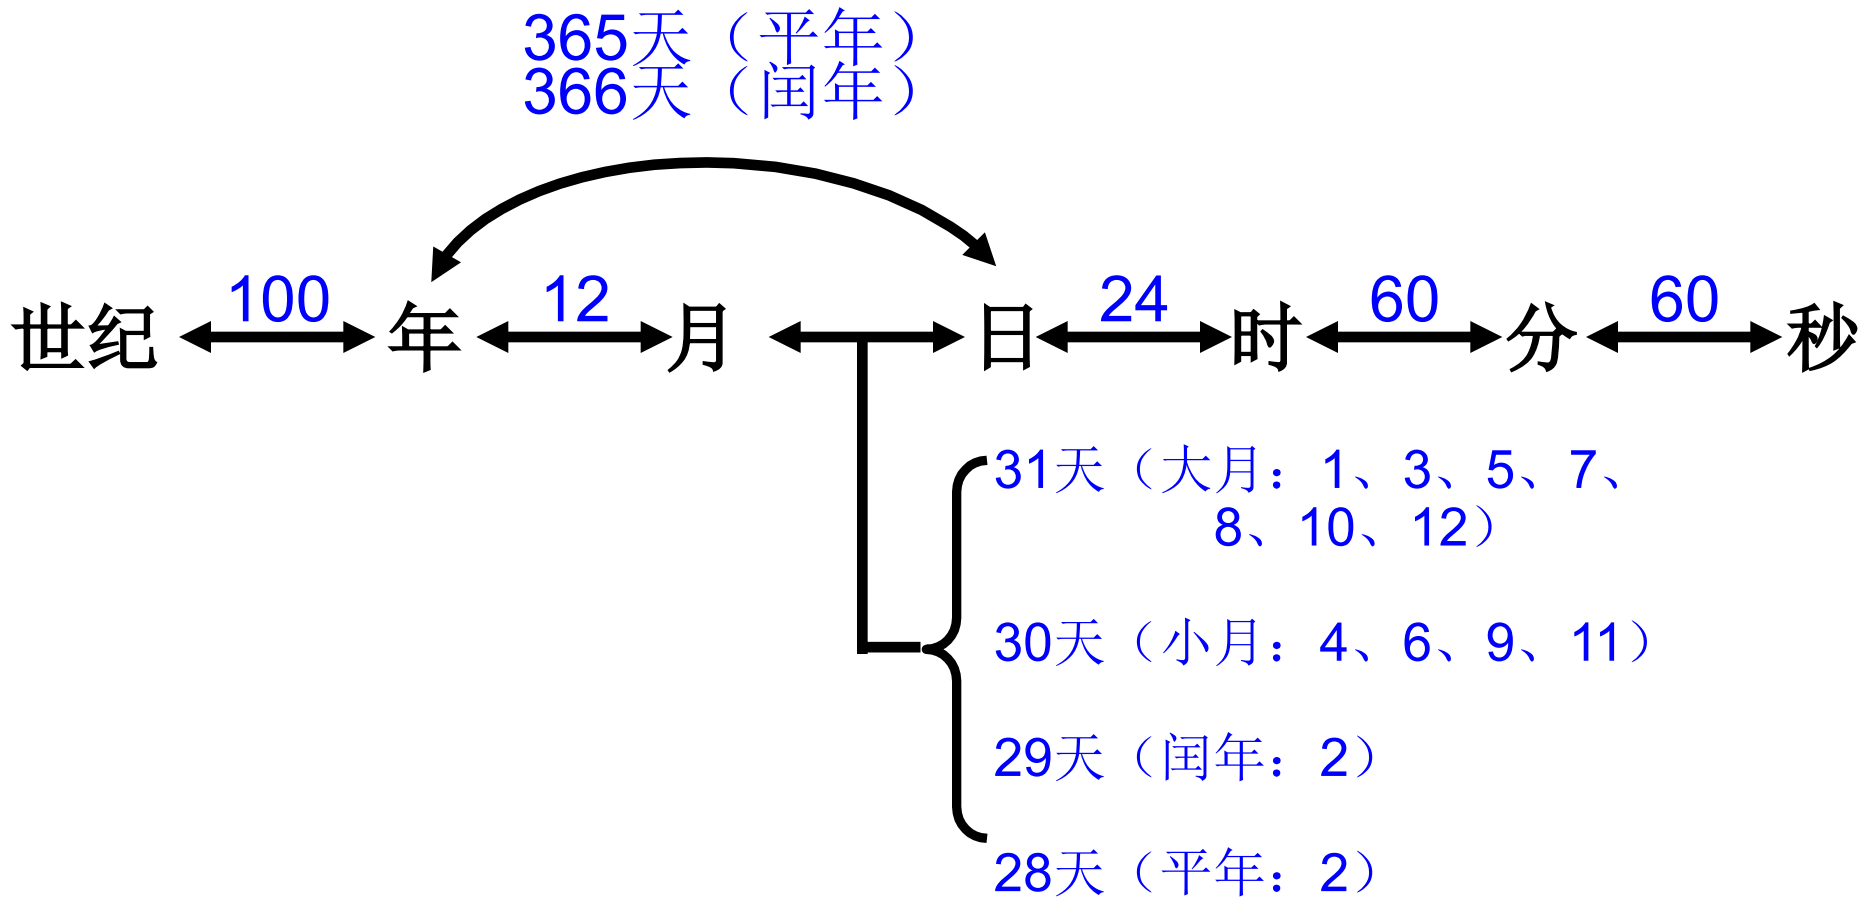 365天（平年）
366天（闰年）
100 12 24 60 60
世纪 年 月 日 时 分 秒
31天（大月：1、3、5、7、
8、10、12）
30天（小月：4、6、9、11）
29天（闰年：2）
28天（平年：2）